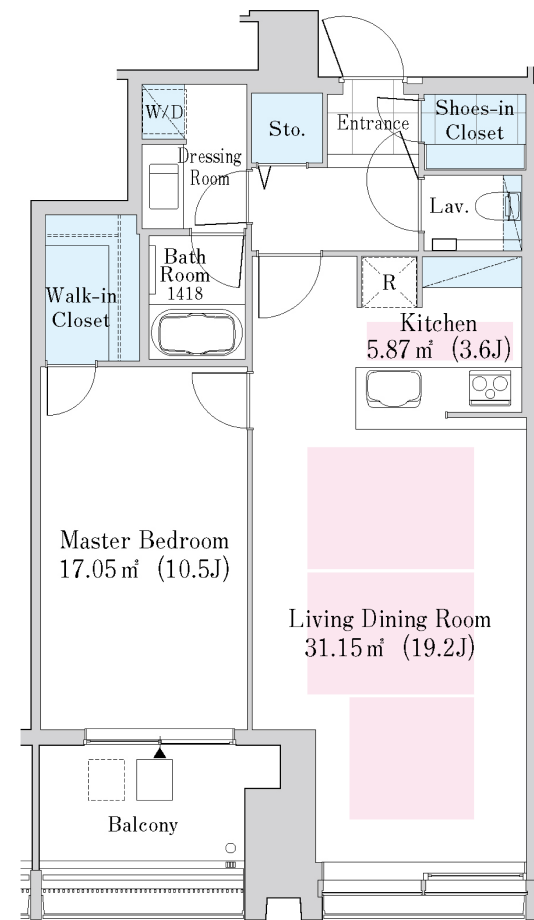 W/D
Sto.
Entrance
Shoes-in
Closet
Dressing
Room
Lav.
Bath
Room
1418
Walk-in
Closet
R
Kitchen
5.87㎡ (3.6J)
Master Bedroom
17.05㎡ (10.5J)
Living Dining Room
31.15㎡ (19.2J)
Balcony